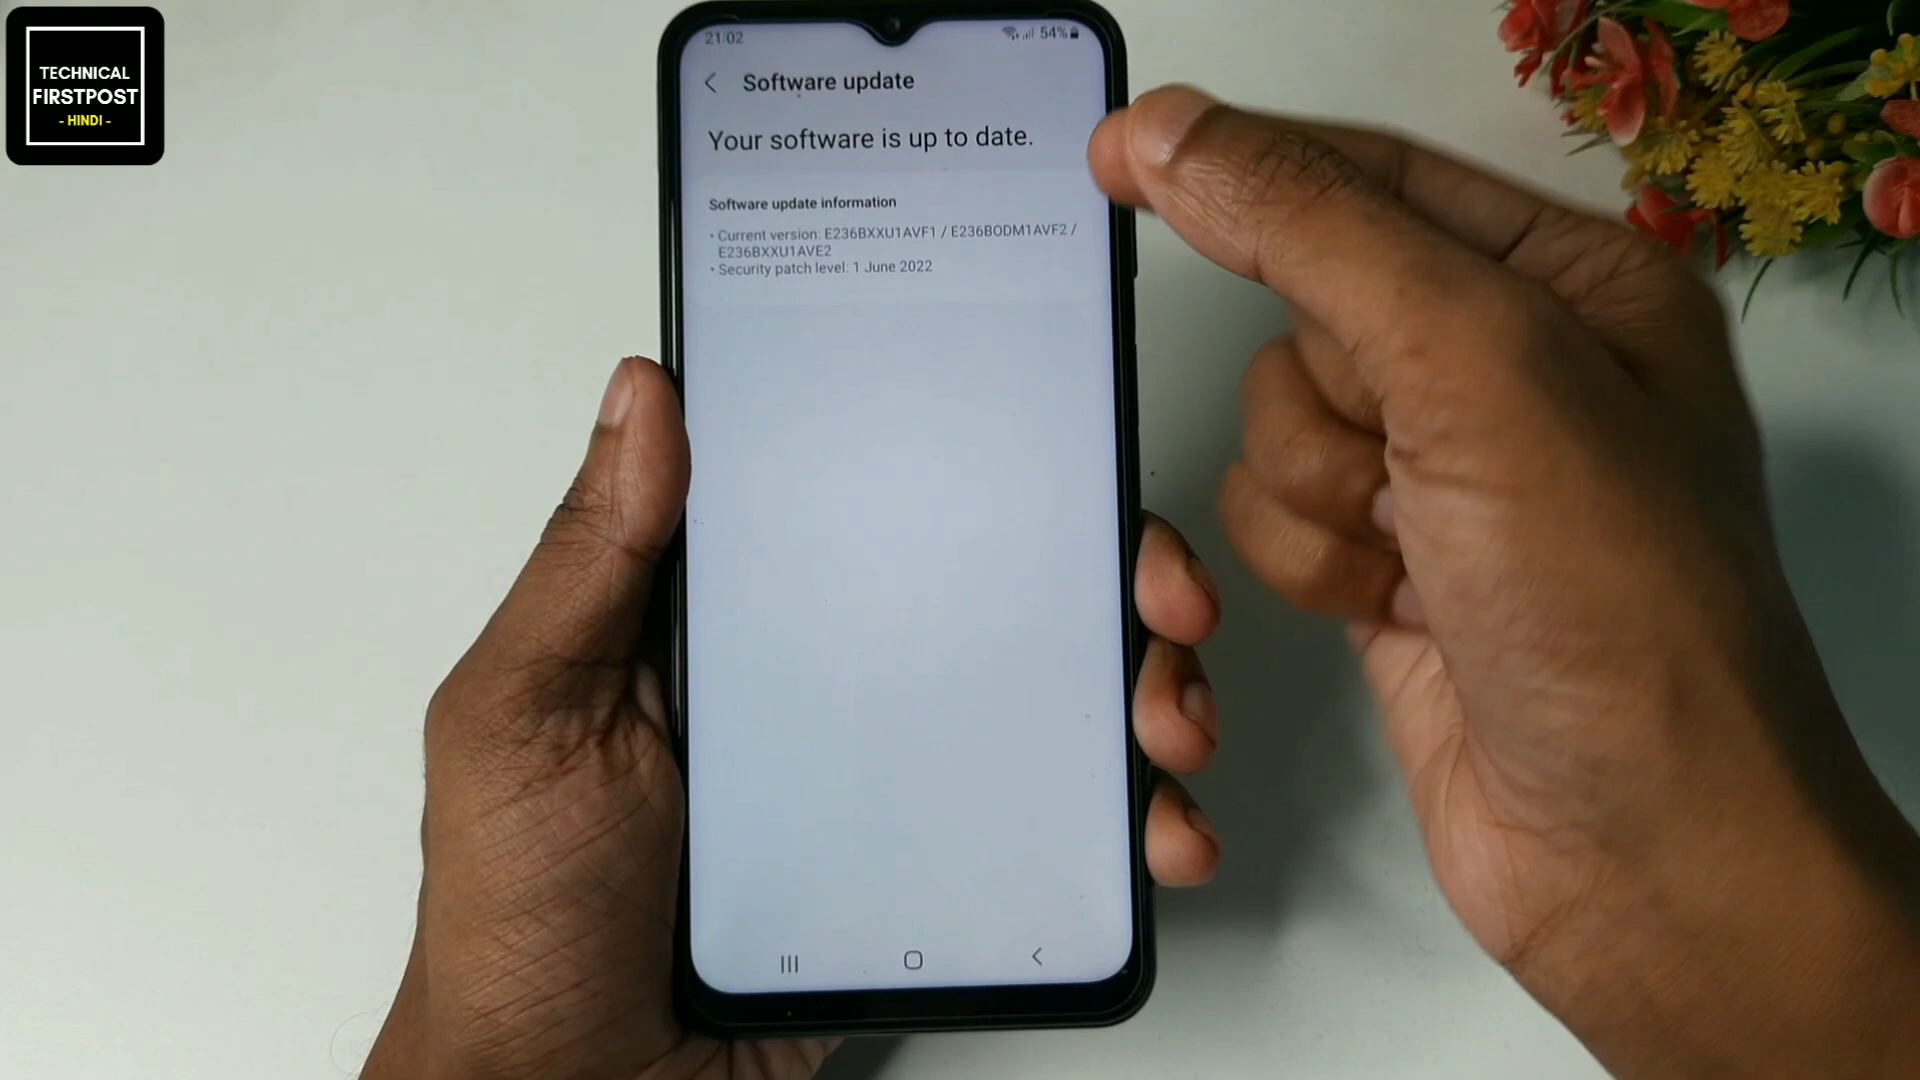 TECHNICAL
FIRSTPOST
- HINDI -
21:02
54%
Software update
Your software is up to date.
Software update information
• Current version: E236BXXU1AVF1 / E236BODM1AVF2 /
E236BXXU1AVE2
• Security patch level: 1 June 2022